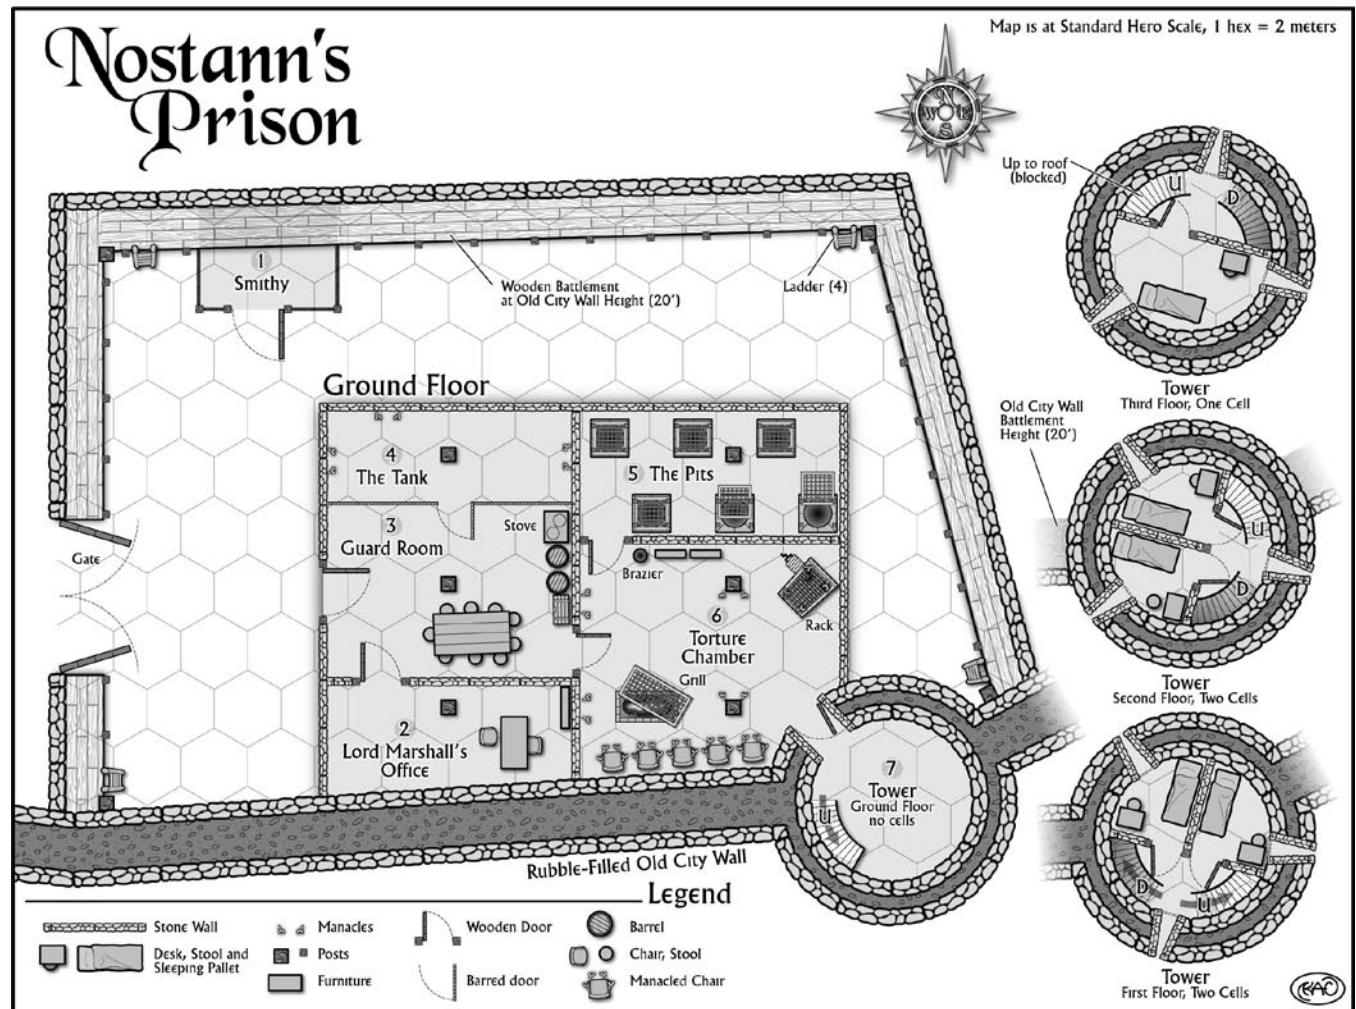 Nostann's
Prison
Map is at Standard Hero Scale, 1 hex = 2 meters
N
W E
S
Up to roof
(blocked)
U
D
Tower
Third Floor, One Cell
1
Smithy
Wooden Battlement
at Old City Wall Height (20')
Ladder (4)
Ground Floor
Old City Wall
Battlement
Height (20')
4
The Tank
5 The Pits
3
Guard Room
Stove
Gate
Brazier
U
D
6
Torture
Chamber
Rack
Grill
Tower
Second Floor, Two Cells
2
Lord Marshall's
Office
7
Tower
Ground Floor
no cells
U
D
U
Rubble-Filled Old City Wall
Tower
First Floor, Two Cells
Legend
Stone Wall
Manacles
Wooden Door
Barrel
Desk, Stool and
Sleeping Pallet
Posts
Chair, Stool
Furniture
Barred door
Manacled Chair